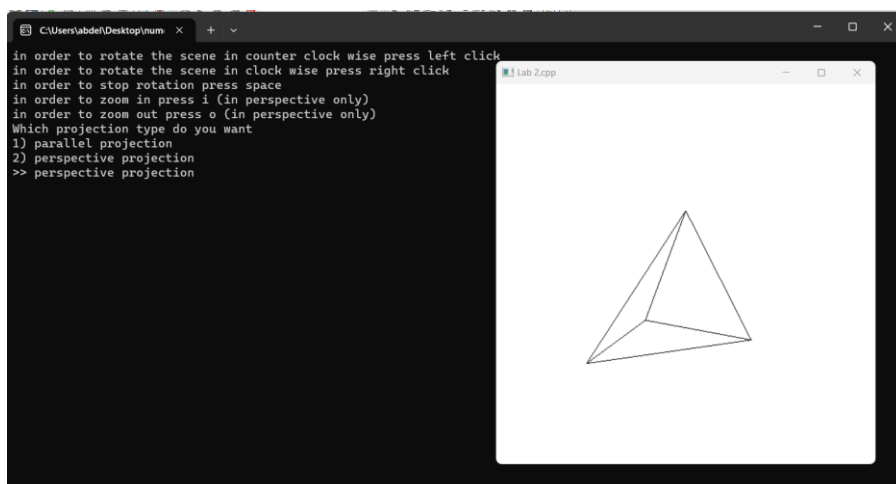 C:\Users\abdel\Desktop\num
in order to rotate the scene in counter clock wise press left click
in order to rotate the scene in clock wise press right click
in order to stop rotation press space
in order to zoom in press i (in perspective only)
in order to zoom out press o (in perspective only)
Which projection type do you want
1) parallel projection
2) perspective projection
>> perspective projection
Lab 2.cpp